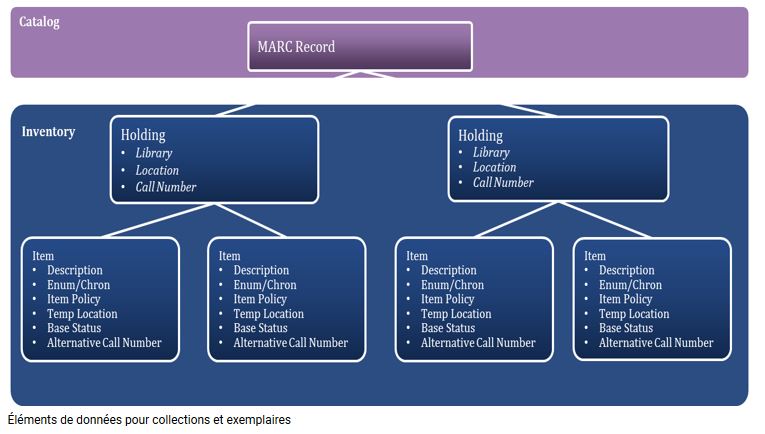 Catalog
MARC Record
Inventory
Holding
• Library
• Location
• Call Number
Holding
• Library
• Location
• Call Number
Item
• Description
• Enum/Chron
• Item Policy
• Temp Location
• Base Status
• Alternative Call Number
Item
• Description
• Enum/Chron
• Item Policy
• Temp Location
• Base Status
• Alternative Call Number
Item
• Description
• Enum/Chron
• Item Policy
• Temp Location
• Base Status
• Alternative Call Number
Item
• Description
• Enum/Chron
• Item Policy
• Temp Location
• Base Status
• Alternative Call Number
Éléments de données pour collections et exemplaires